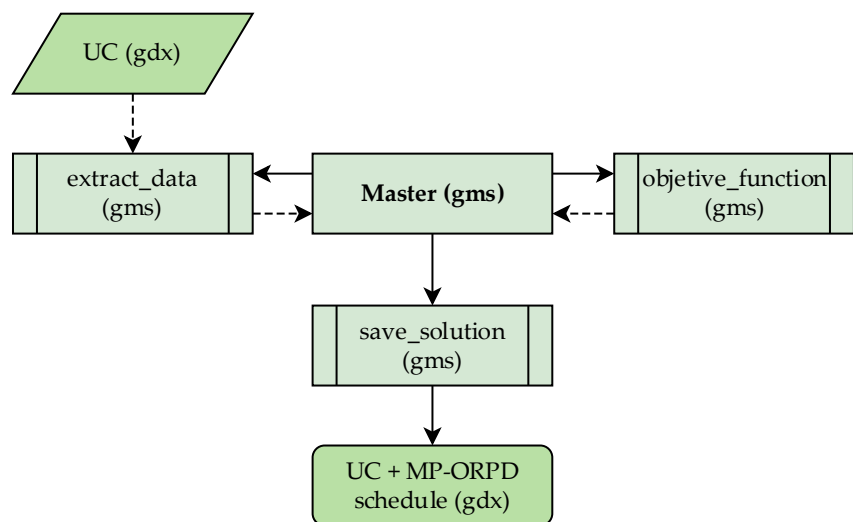 UC (gdx)
extract_data
(gms)
Master (gms)
objetive_function
(gms)
save_solution
(gms)
UC + MP-ORPD
schedule (gdx)